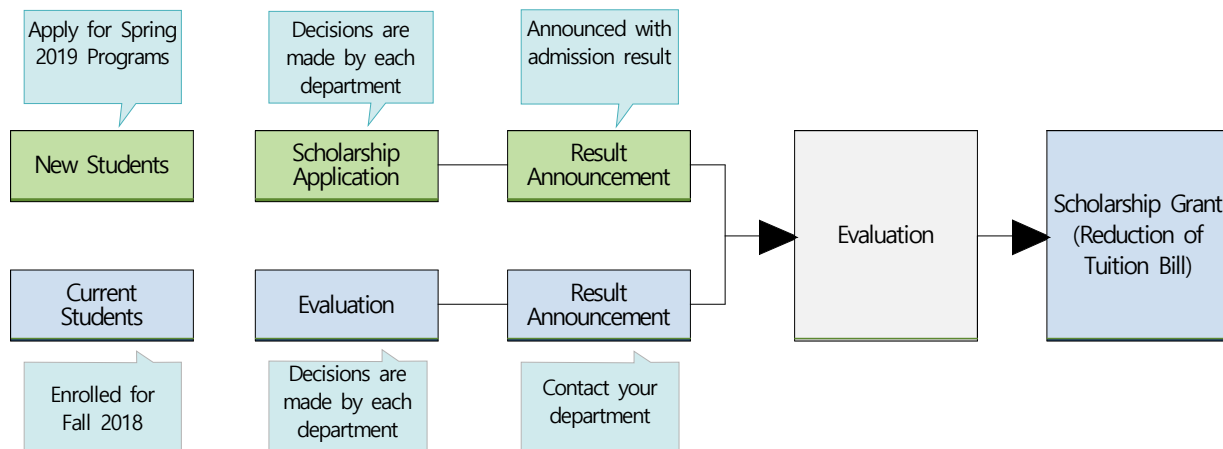 Apply for Spring
2019 Programs
Decisions are
made by each
department
Announced with
admission result
New Students
Scholarship
Application
Result
Announcement
Evaluation
Scholarship Grant
(Reduction of
Tuition Bill)
Current
Students
Evaluation
Result
Announcement
Enrolled for
Fall 2018
Decisions are
made by each
department
Contact your
department